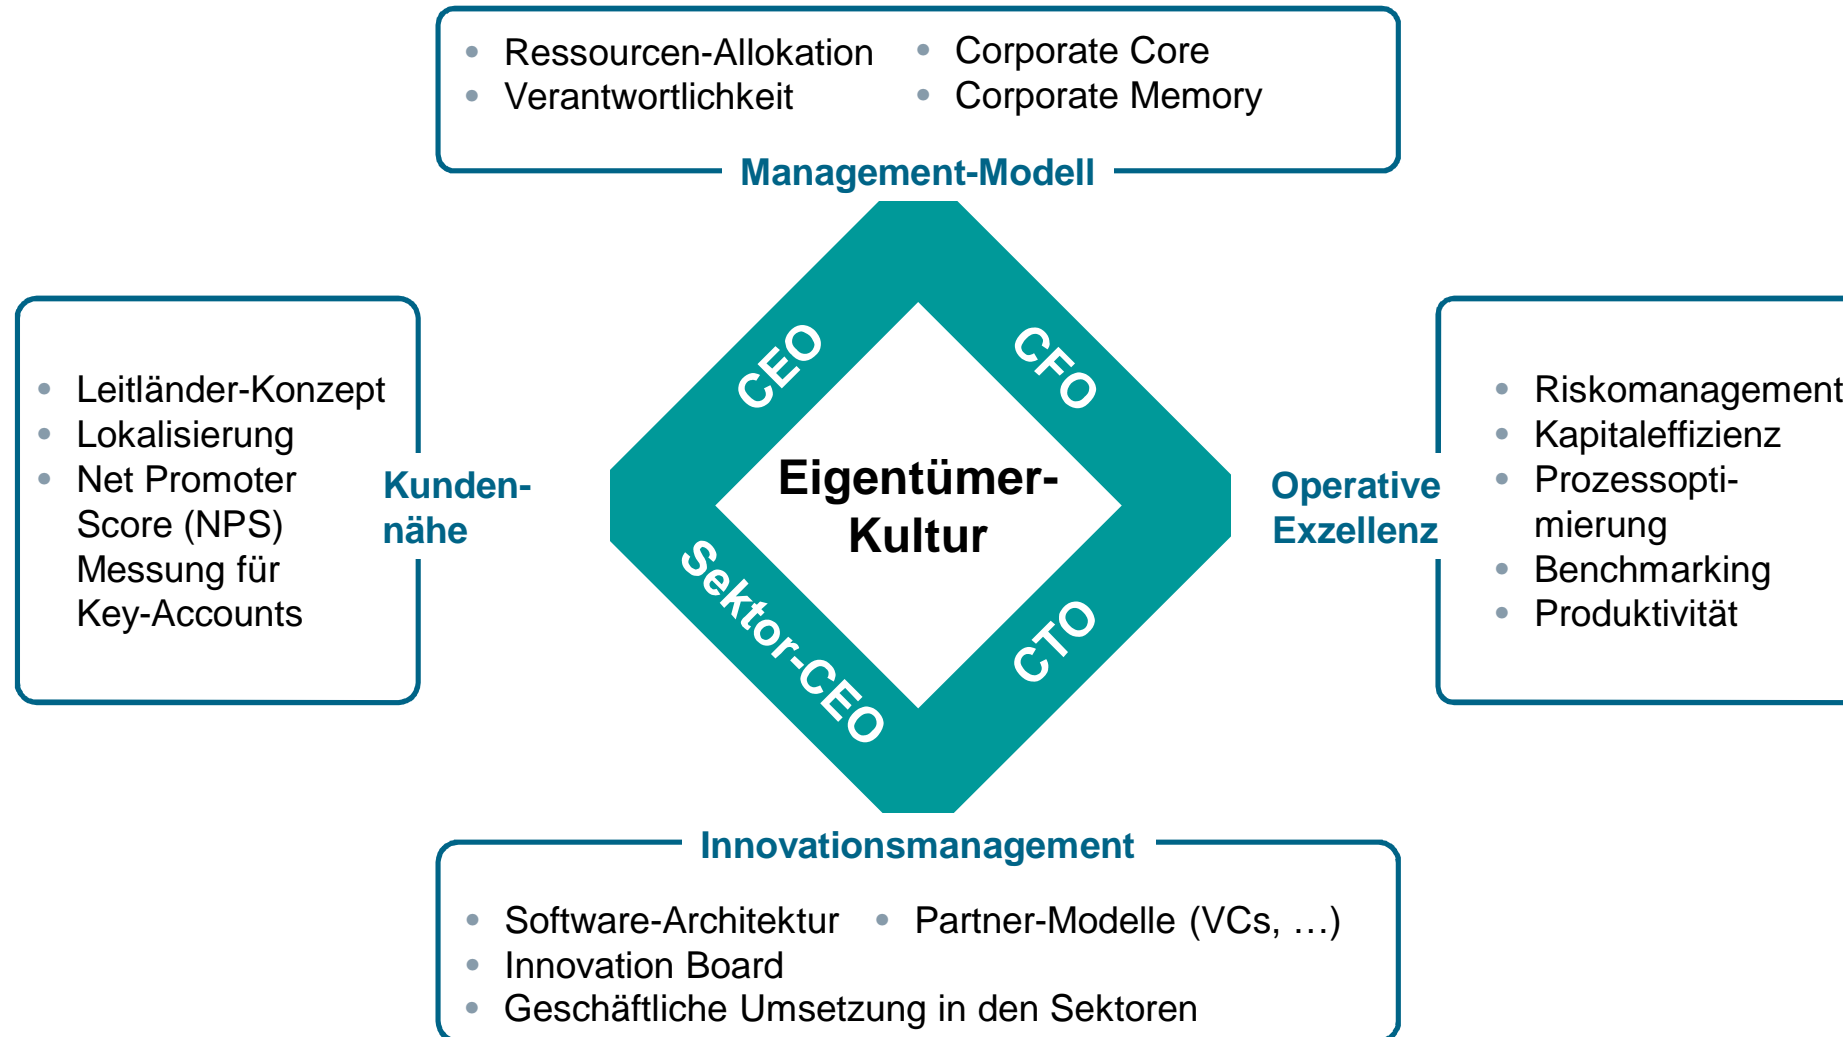 • Ressourcen-Allokation
• Verantwortlichkeit
• Corporate Core
• Corporate Memory
Management-Modell
• Leitländer-Konzept
• Lokalisierung
• Net Promoter
Score (NPS)
Messung für
Key-Accounts
Kunden-
nähe
CEO
CFO
Eigentümer-
Kultur
Sektor-CEO
CTO
Operative
Exzellenz
• Riskomanagement
• Kapitaleffizienz
• Prozessopti-
mierung
• Benchmarking
• Produktivität
Innovationsmanagement
• Software-Architektur
• Partner-Modelle (VCs, …)
• Innovation Board
• Geschäftliche Umsetzung in den Sektoren